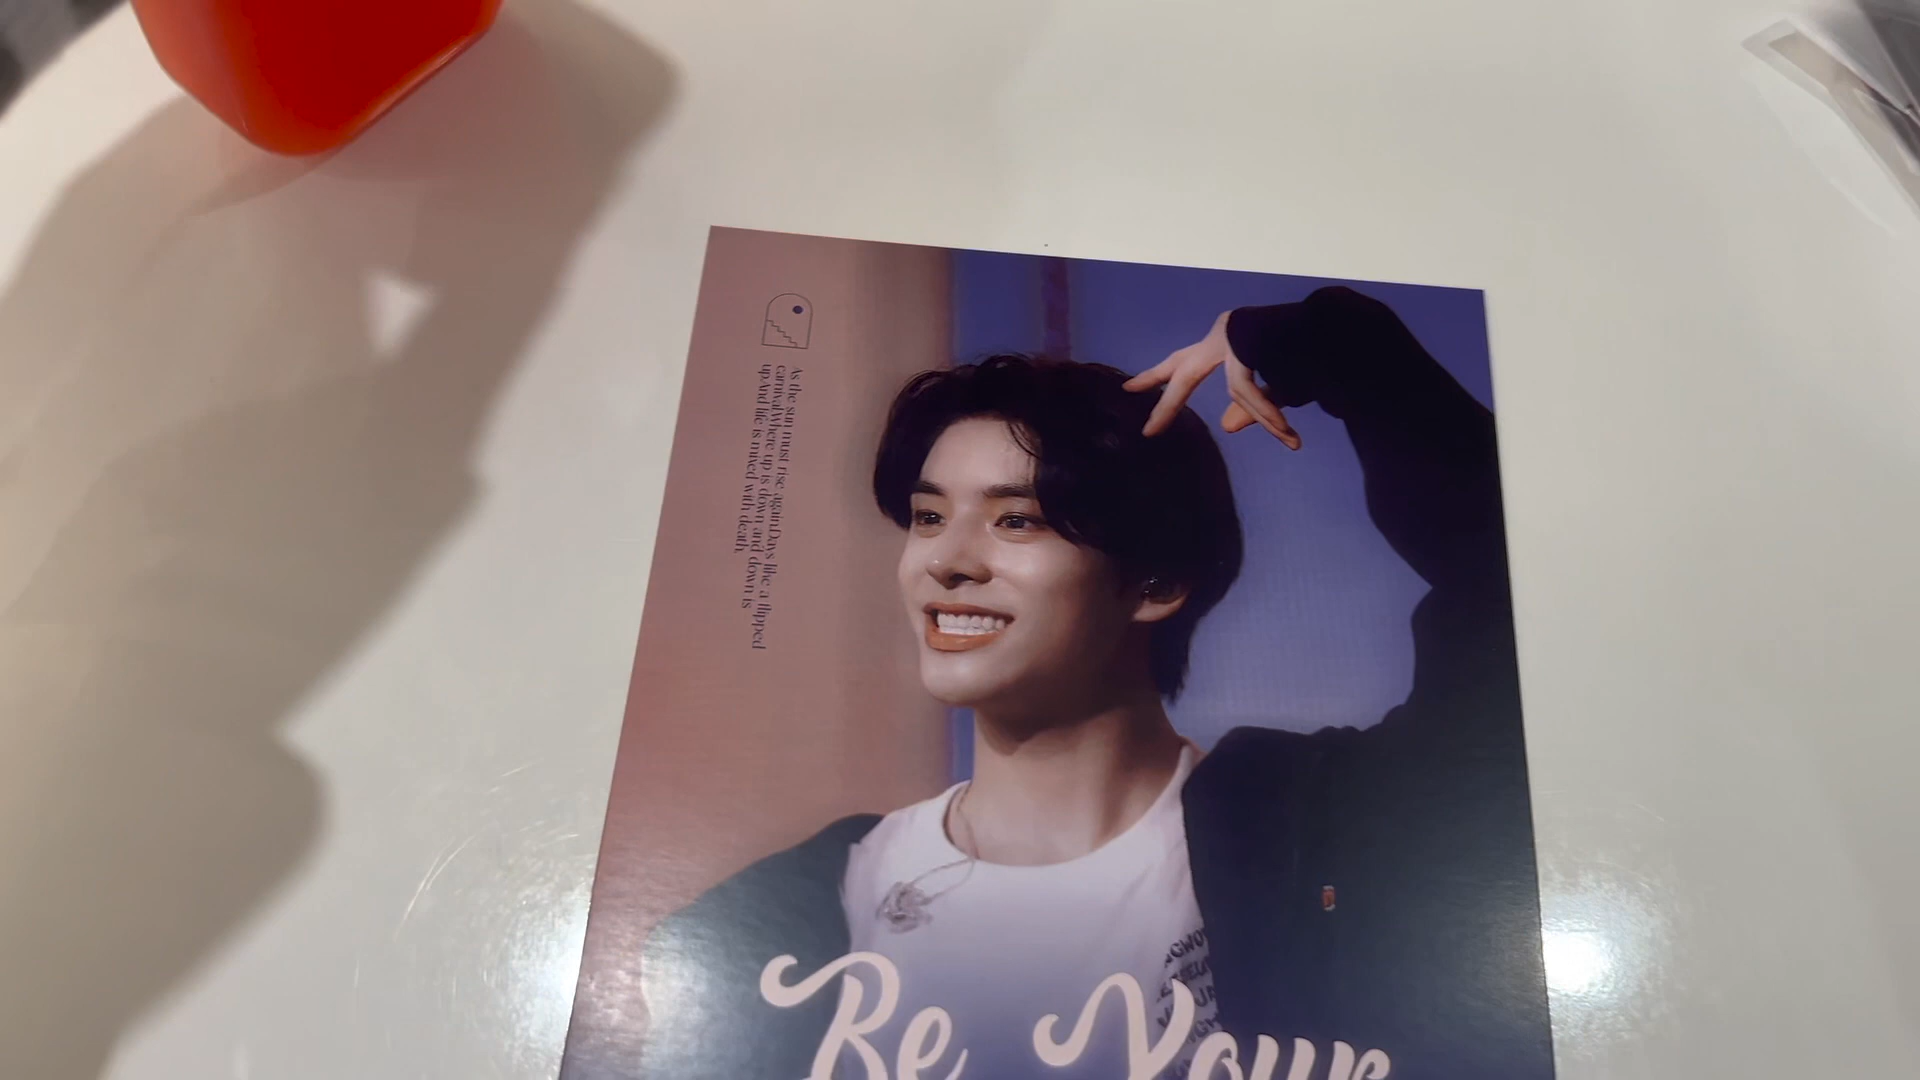 As the sun must rise again.Days like a flipped
carnival.Where up is down and down is
up.And life is mixed with death.
Be Your